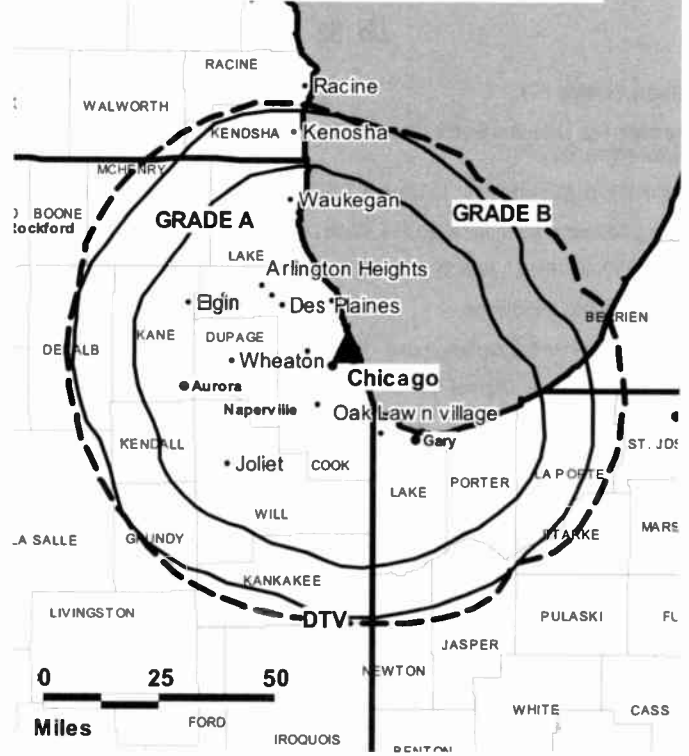 RACINE
Racine
WALWORTH
KENDSHA
Kenosha
MCHENRY
BOONE
Rockford
GRADE A
Waukegan
GRADE B
LAKE
Arlington Heights
Elgin
Des Plaines
BERRIEN
KANE
DUPAGE
DEKALB
Wheaton
Chicago
Aurora
Naperville
Oak Lawn village
Gary
KENDALL
Joliet
COOK
ST. JOS
LAKE
PORTER
LA PORTE
WILL
LA SALLE
GRUNDY
STARKE
MARS
KANKAKEE
LIVINGSTON
DTV
PULASKI
FU
JASPER
0 25 50
NEWTON
Miles
FORD
IROQUOIS
WHITE
CASS
BENTON